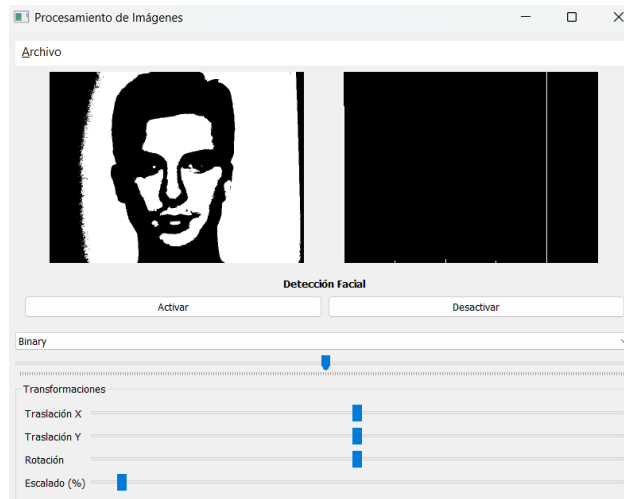 Procesamiento de Imágenes
Archivo
Detección Facial
Activar Desactivar
Binary
Transformaciones
Traslación X
Traslación Y
Rotación
Escalado (%)